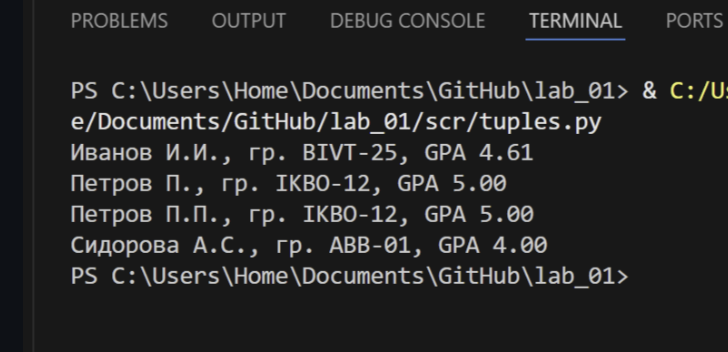 PROBLEMS OUTPUT DEBUG CONSOLE TERMINAL PORTS
PS C:\Users\Home\Documents\GitHub\lab_01> & C:/Us
e/Documents/GitHub/lab_01/scr/tuples.py
Иванов И.И., гр. BIVT-25, GPA 4.61
Петров П., гр. IKBO-12, GPA 5.00
Петров П.П., гр. IKBO-12, GPA 5.00
Сидорова А.С., гр. ABB-01, GPA 4.00
PS C:\Users\Home\Documents\GitHub\lab_01>